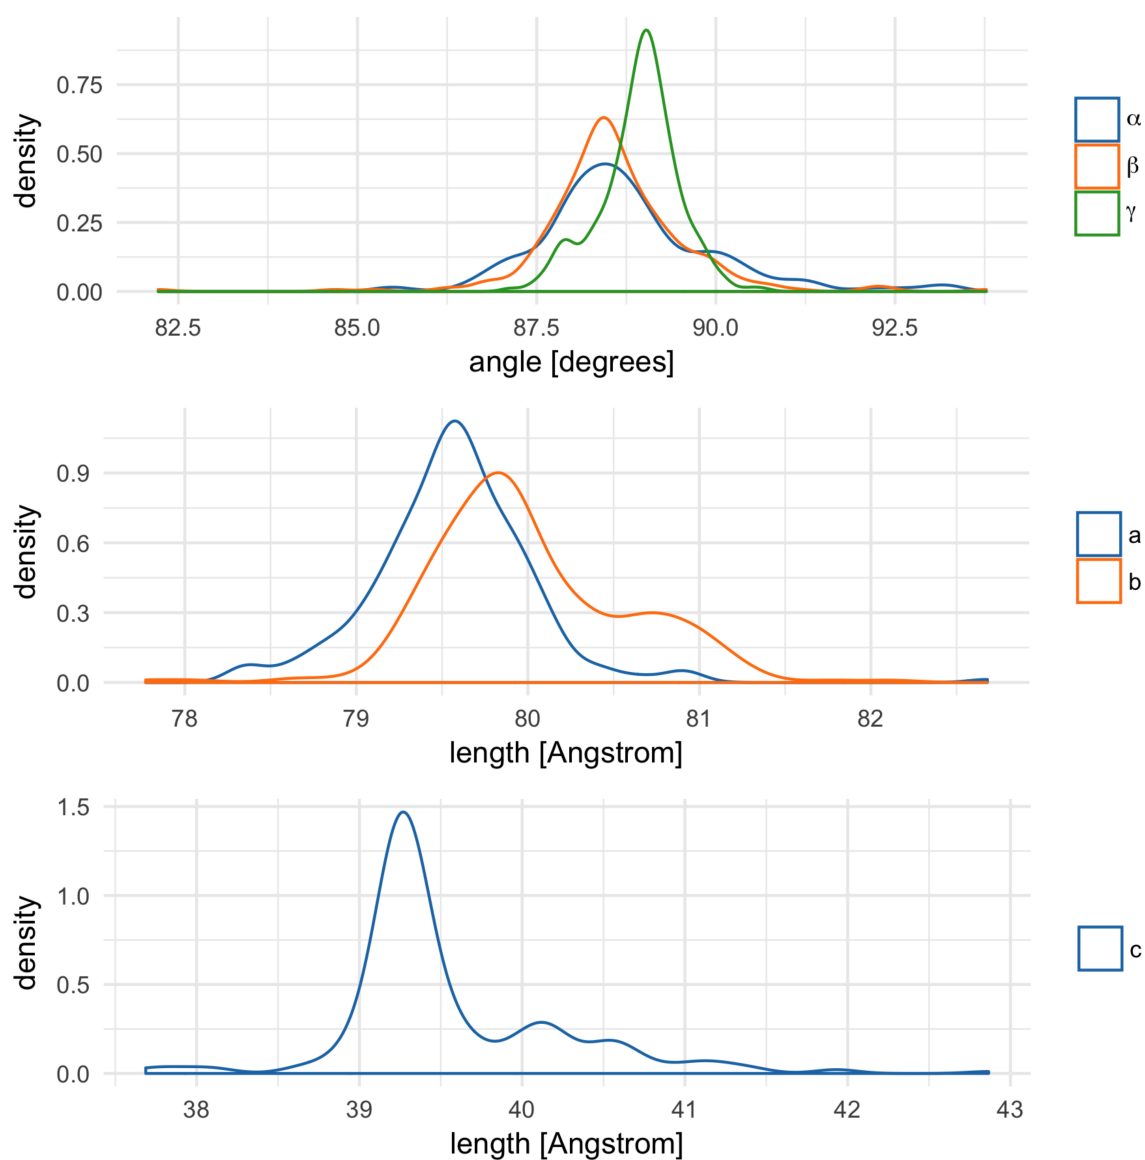 density
0.75
0.50
0.25
0.00
82.5 85.0 87.5 90.0 92.5
angle [degrees]
α
β
γ
density
0.9
0.6
0.3
0.0
78 79 80 81 82
length [Angstrom]
a
b
density
1.5
1.0
0.5
0.0
38 39 40 41 42 43
length [Angstrom]
c